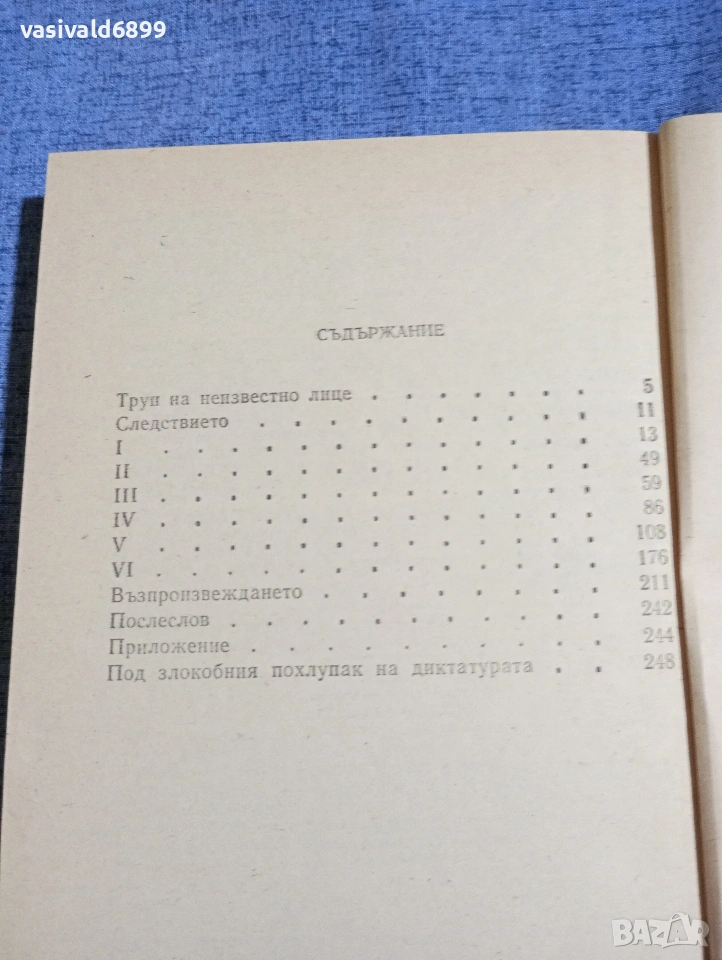 vasivald6899
СЪДЪРЖАНИЕ
Труп на неизвестно лице . . . . . . . 5
Следствието . . . . . . . . . 11
I . . . . . . . . . . . . 13
II . . . . . . . . . . . . 49
III . . . . . . . . . . . . 59
IV . . . . . . . . . . . . 86
V . . . . . . . . . . . . 108
VI . . . . . . . . . . . . 176
Възпроизвеждането . . . . . . . . 211
Послеслов . . . . . . . . . . 242
Приложение . . . . . . . . . . 244
Под злокобния похлупак на диктатурата . . 248
BAZAR
bg